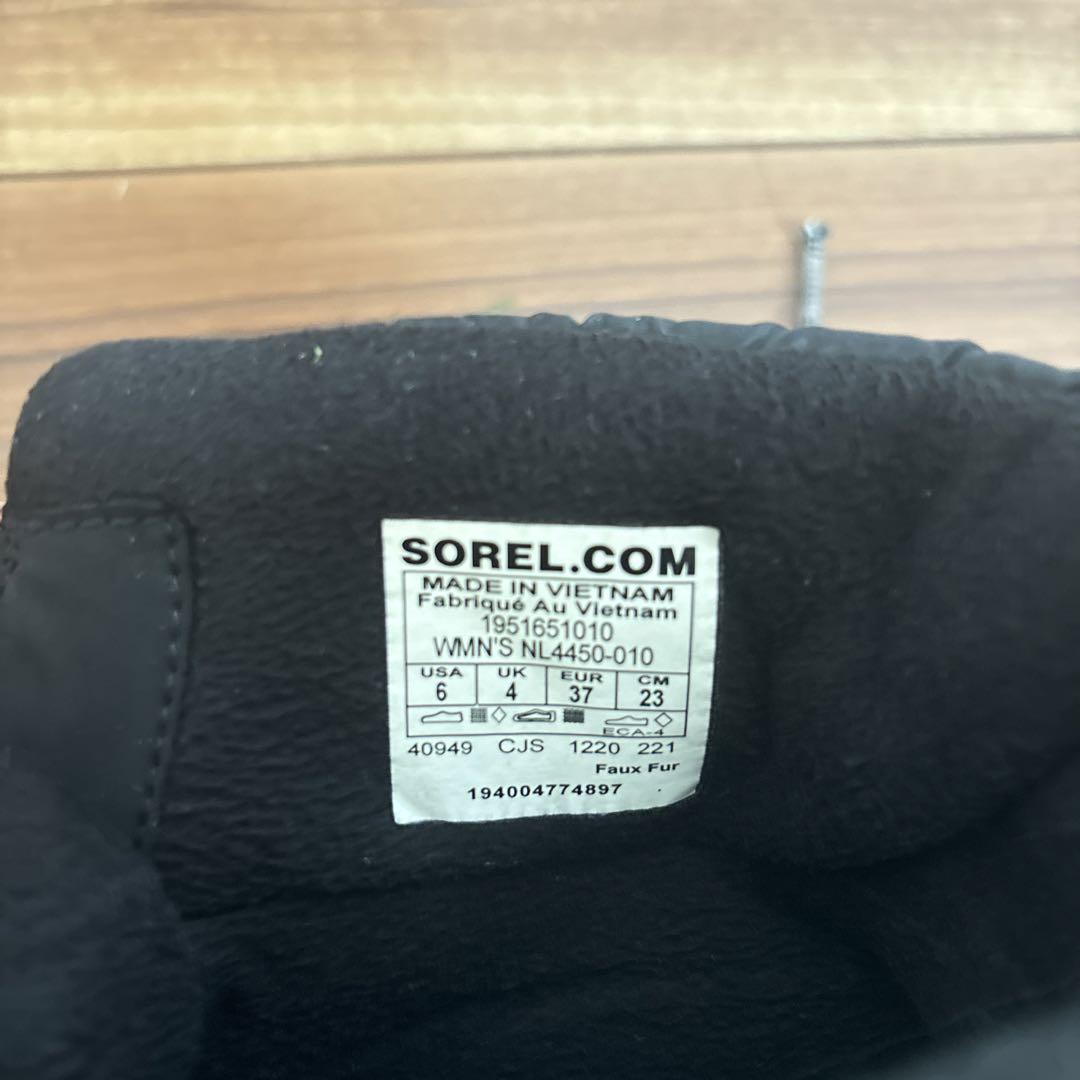 SOREL.COM
MADE IN VIETNAM
Fabriqué Au Vietnam
1951651010
WMN'S NL4450-010
USA UK EUR CM
6 4 37 23
ECA-4
40949 CJS 1220 221
Faux Fur
194004774897